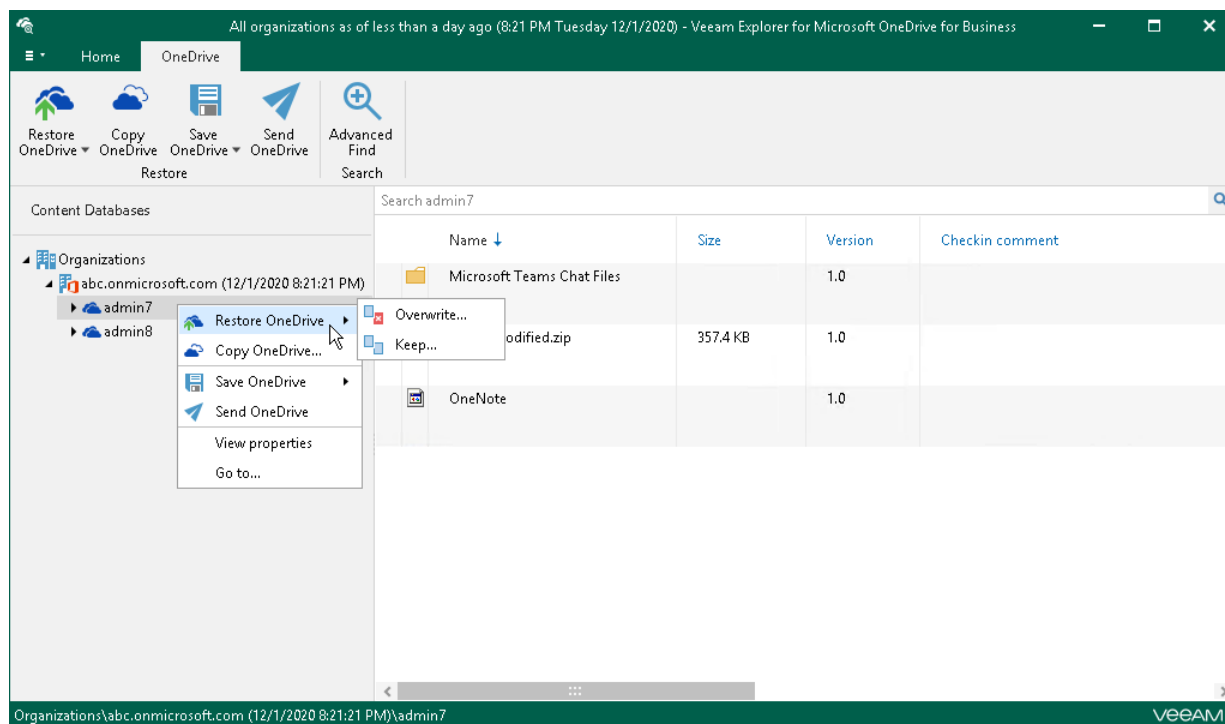 All organizations as of less than a day ago (8:21 PM Tuesday 12/1/2020) - Veeam Explorer for Microsoft OneDrive for Business
Home OneDrive
Restore OneDrive
Copy OneDrive
Save OneDrive
Send OneDrive
Advanced Find
Restore
Search
Content Databases
Search admin7
Organizations
abc.onmicrosoft.com (12/1/2020 8:21:21 PM)
admin7
admin8
Restore OneDrive
Copy OneDrive...
Save OneDrive
Send OneDrive
View properties
Go to...
Overwrite...
Keep...
Name Size Version Checkin comment
Microsoft Teams Chat Files 1.0
odified.zip 357.4 KB 1.0
OneNote 1.0
Organizations\abc.onmicrosoft.com (12/1/2020 8:21:21 PM)\admin7
veeam